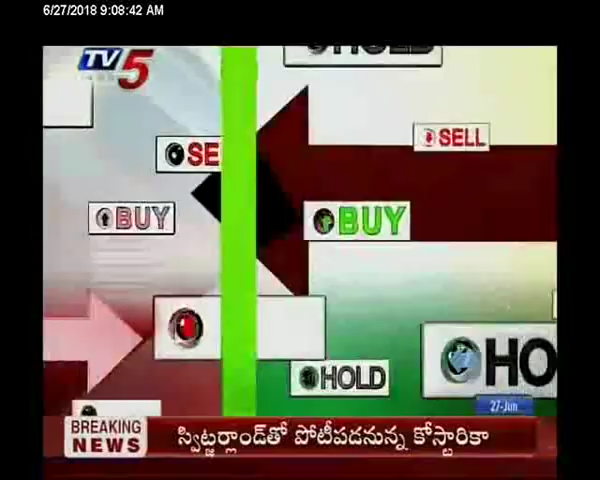 6/27/2018 9:08:42 AM
TV5
HOLD
SELL
SE
BUY
BUY
HOLD
HO
27-Jun
BREAKING NEWS
స్విట్జర్లాండ్‌తో పోటీపడనున్న కోస్టారికా